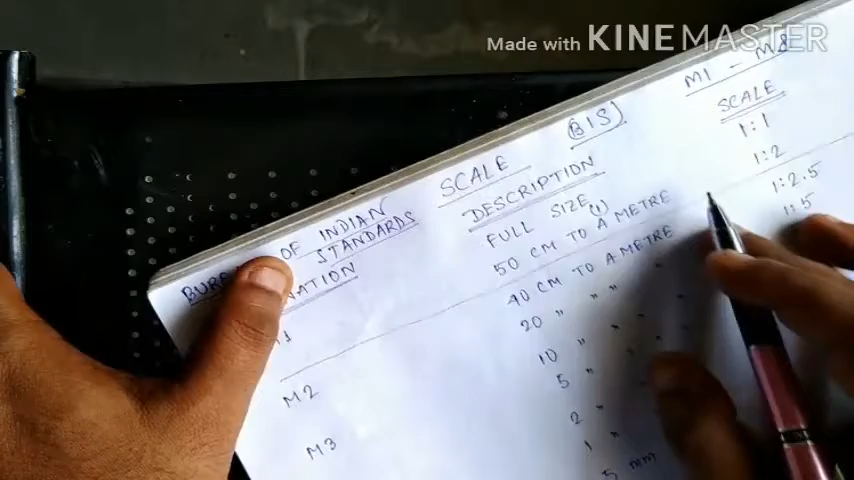 Made with KINEMASTER
M1 - M8
BUREAU OF INDIAN STANDARDS SCALE (BIS)
DESCRIPTION SCALE
FULL SIZE (1) 1:1
50 CM TO A METRE 1:2
40 CM TO A METRE 1:2.5
20 " " " " 1:5
10 " "
5 "
2 "
1 "
5 mm
M2
M3